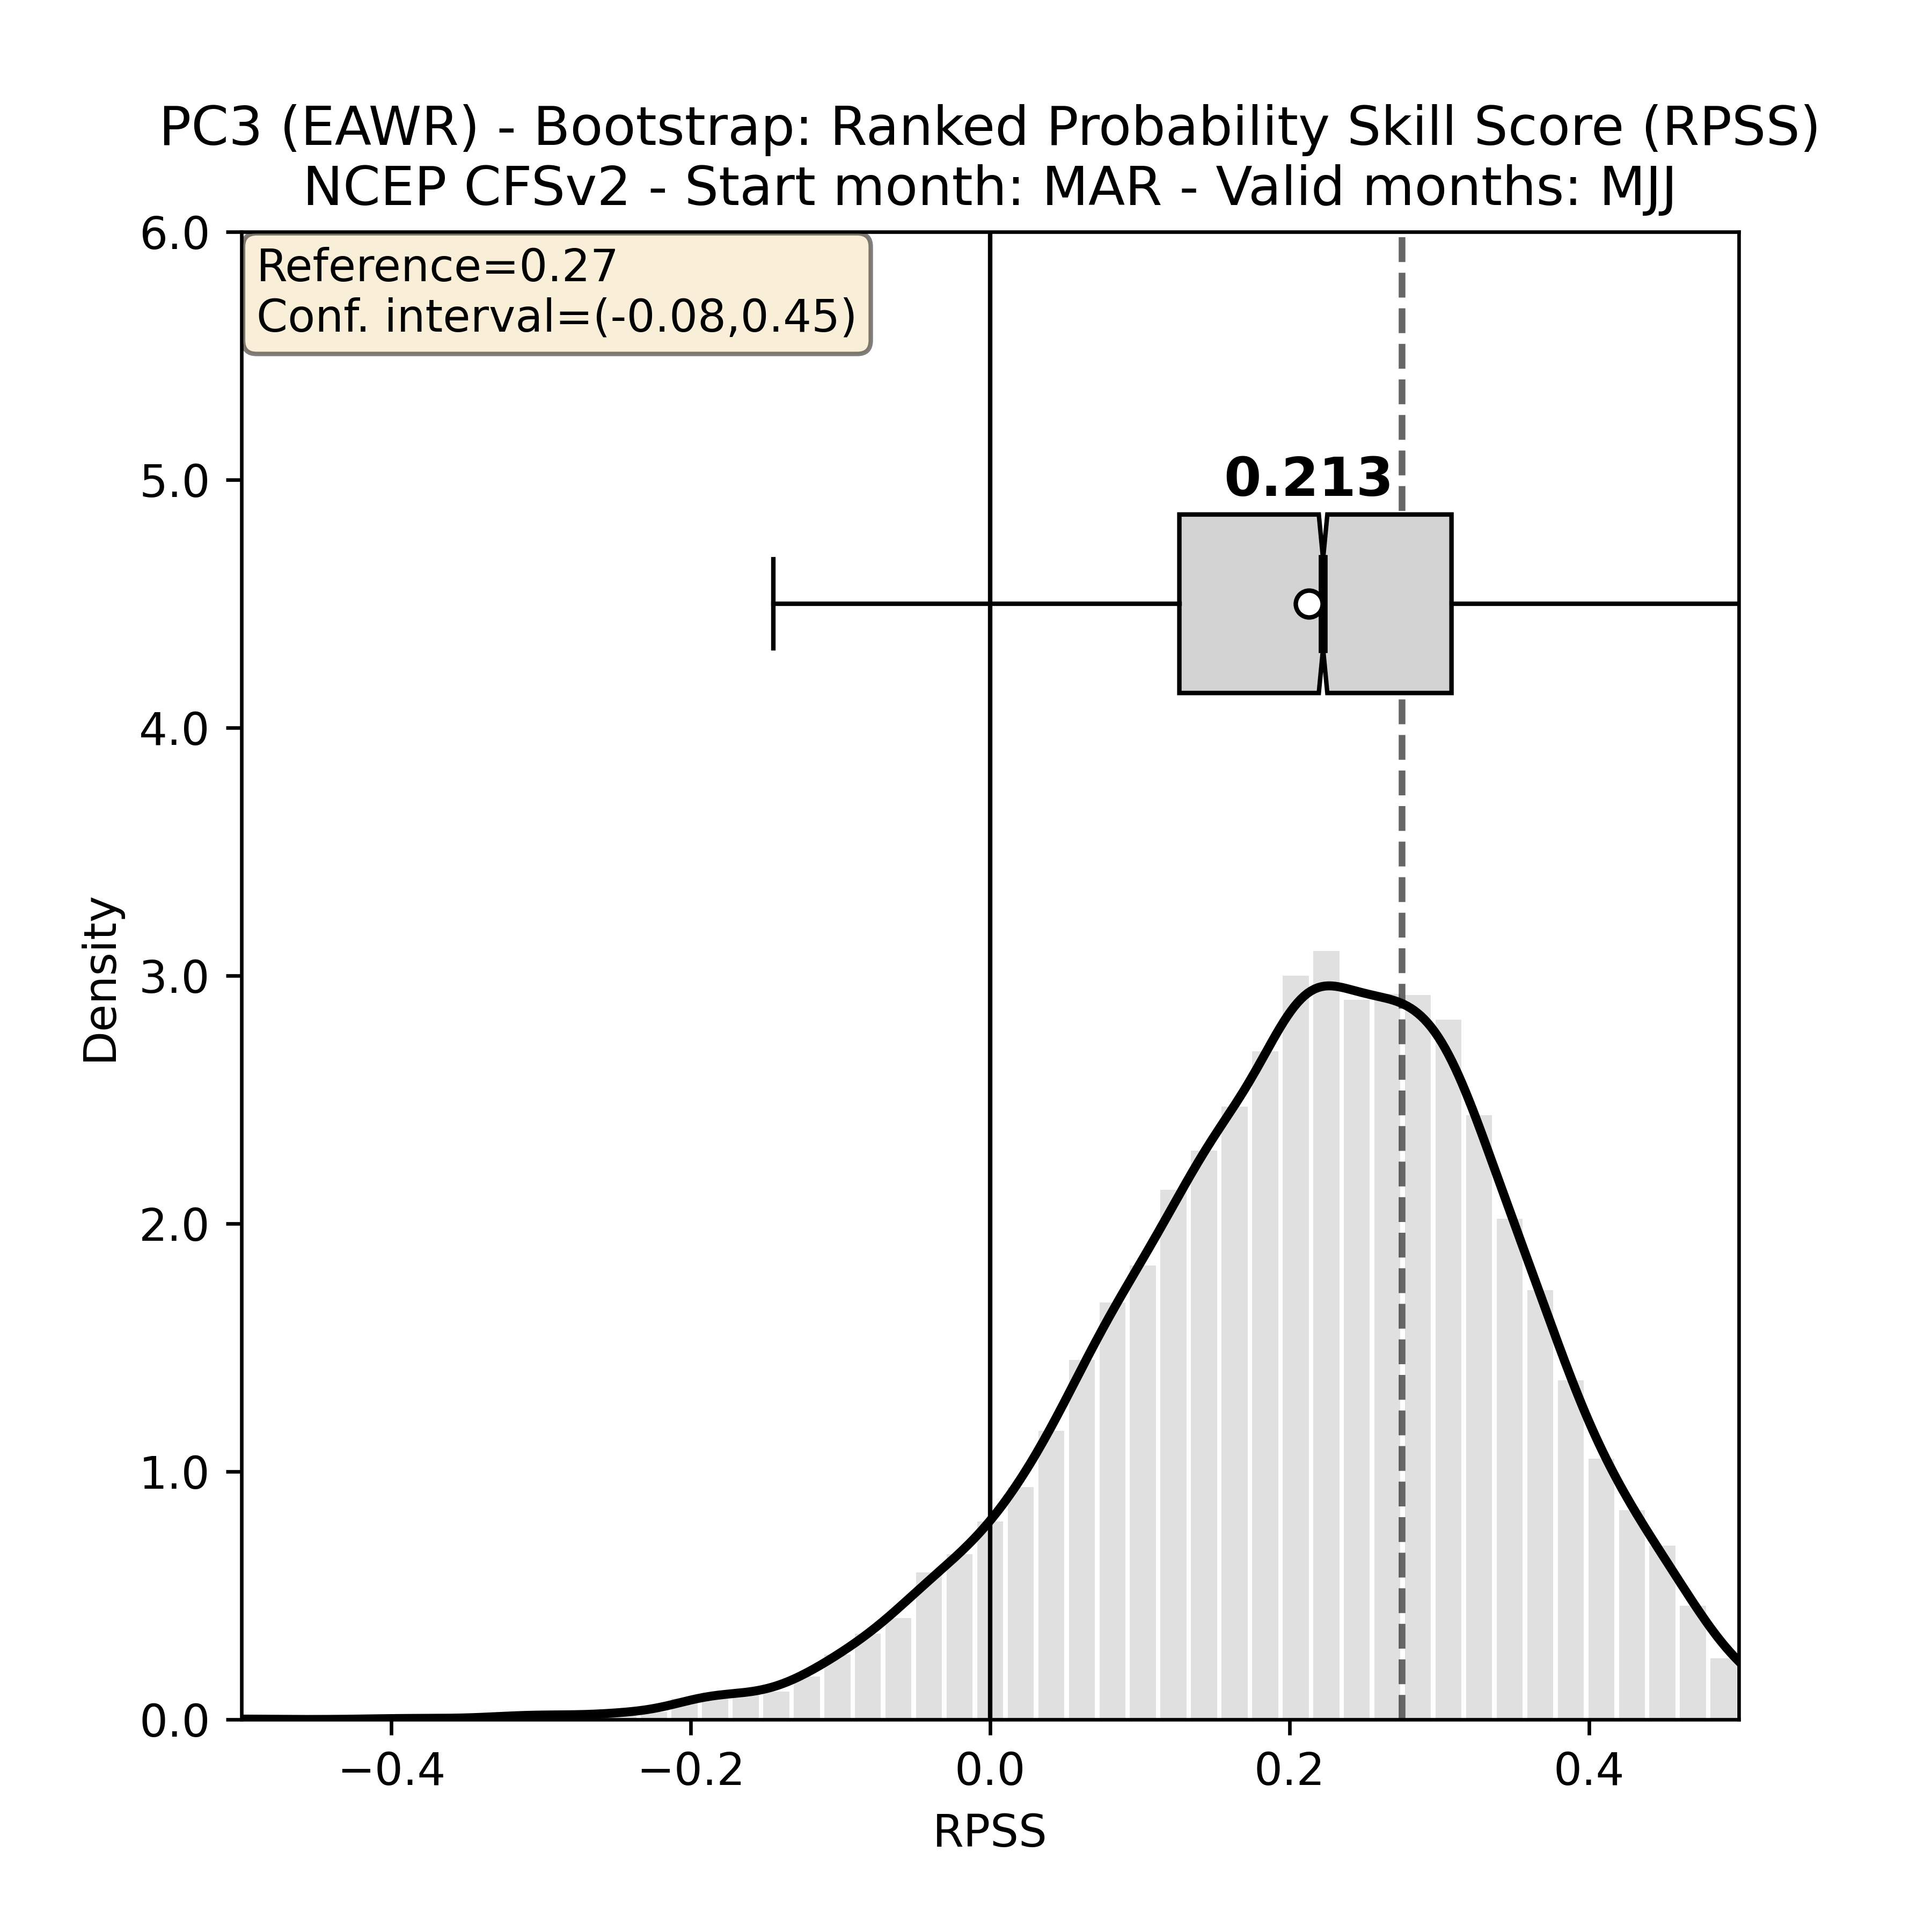 PC3 (EAWR) - Bootstrap: Ranked Probability Skill Score (RPSS)
NCEP CFSv2 - Start month: MAR - Valid months: MJJ
Reference=0.27
Conf. interval=(-0.08,0.45)
0.213
6.0
5.0
4.0
3.0
2.0
1.0
0.0
Density
−0.4
−0.2
0.0
0.2
0.4
RPSS